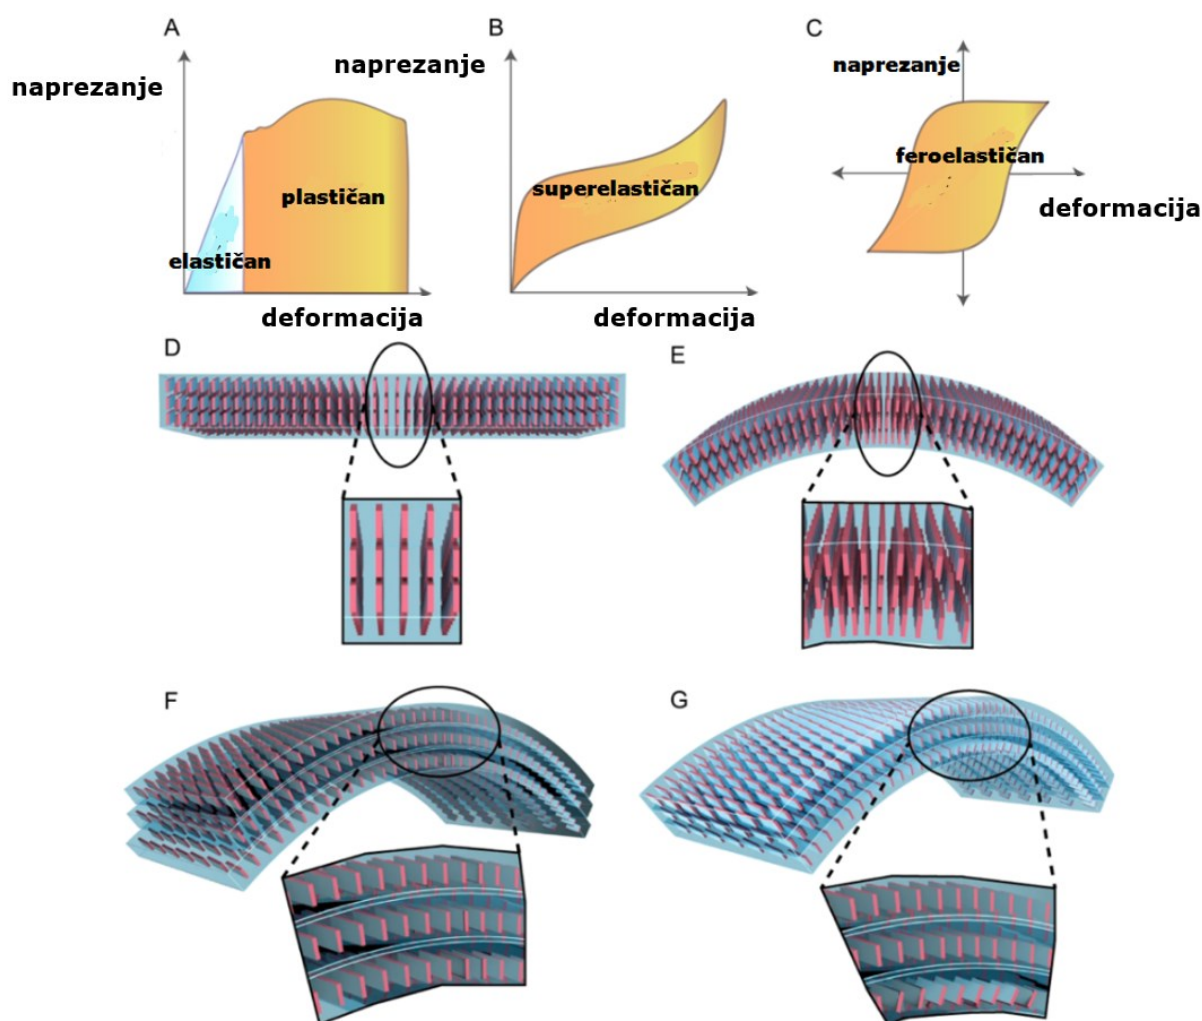 A
naprezanje
elastičan
plastičan
deformacija
B
naprezanje
superelastičan
deformacija
C
naprezanje
feroelastičan
deformacija
D
E
F
G